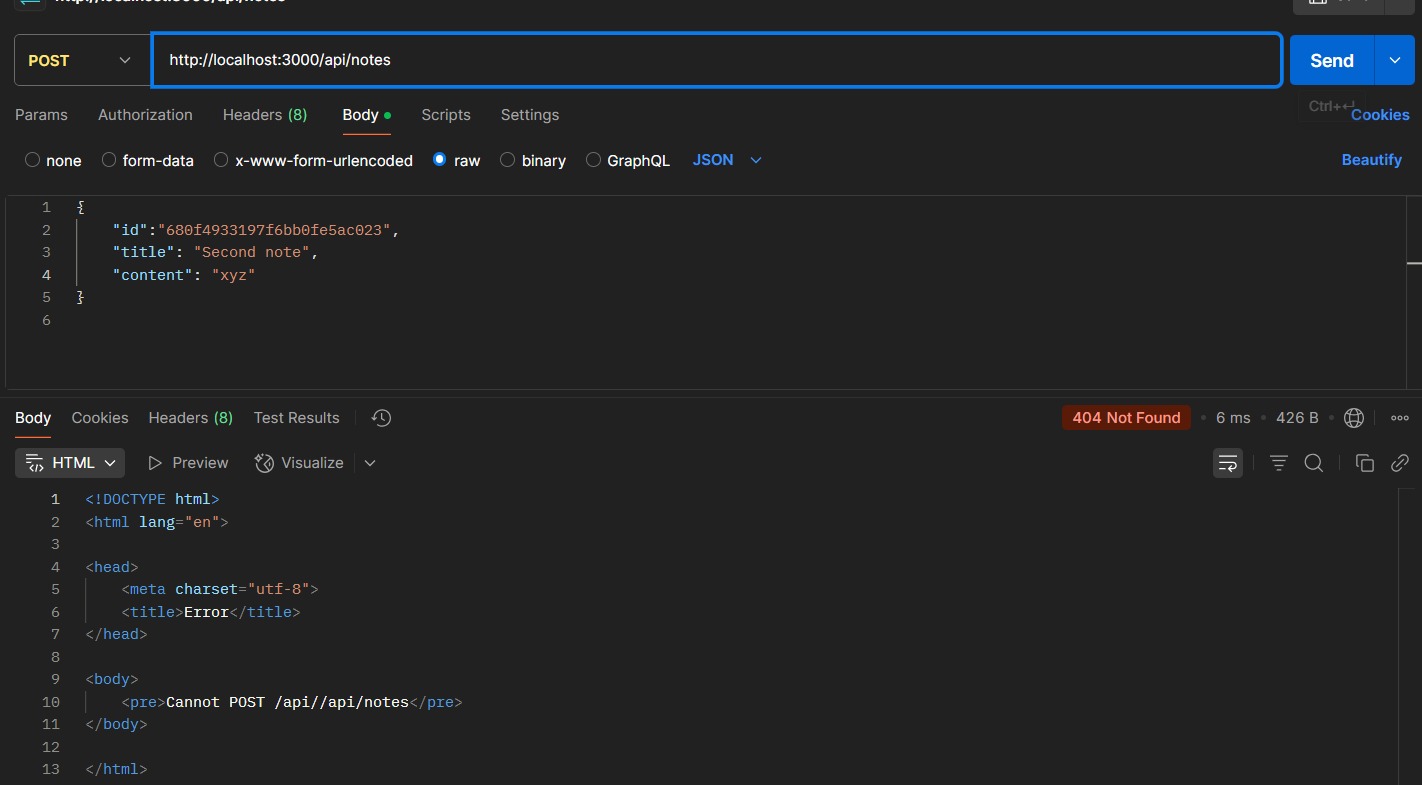 POST http://localhost:3000/api/notes Send
Ctrl+↵
Params Authorization Headers (8) Body Scripts Settings Cookies
none form-data x-www-form-urlencoded raw binary GraphQL JSON Beautify
1 {
2 "id":"680f4933197f6bb0fe5ac023",
3 "title": "Second note",
4 "content": "xyz"
5 }
6
Body Cookies Headers (8) Test Results 404 Not Found • 6 ms • 426 B
HTML Preview Visualize
1 <!DOCTYPE html>
2 <html lang="en">
3
4 <head>
5 <meta charset="utf-8">
6 <title>Error</title>
7 </head>
8
9 <body>
10 <pre>Cannot POST /api//api/notes</pre>
11 </body>
12
13 </html>